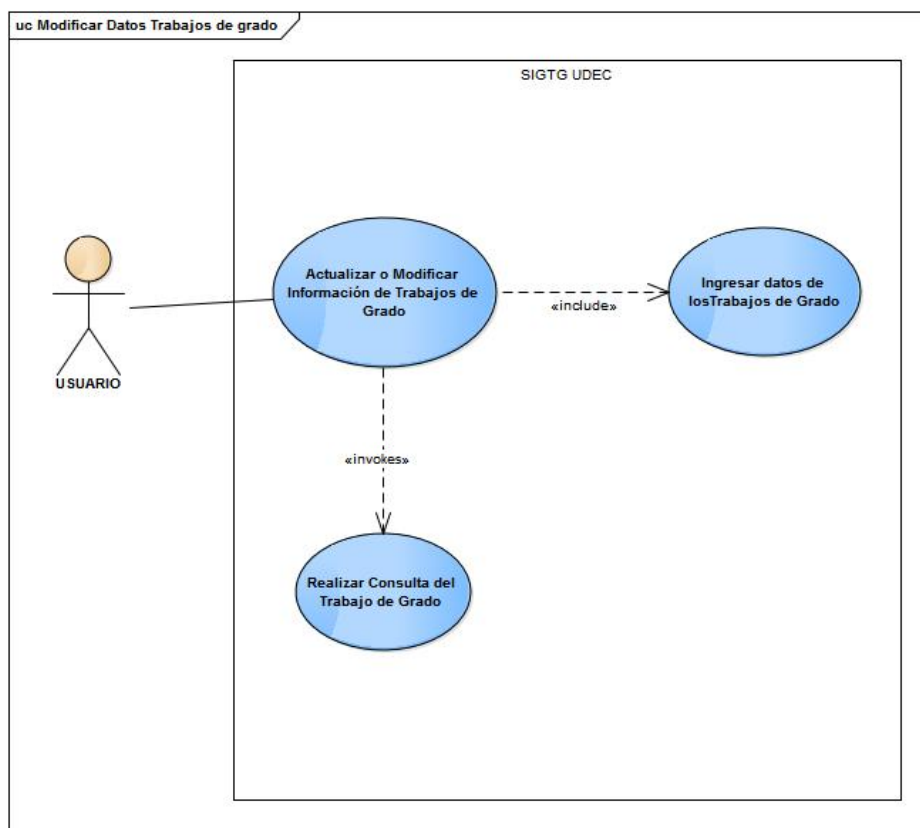 uc Modificar Datos Trabajos de grado
SIGTG UDEC
Actualizar o Modificar
Información de Trabajos de
Grado
Ingresar datos de
losTrabajos de Grado
«include»
USUARIO
«invokes»
Realizar Consulta del
Trabajo de Grado